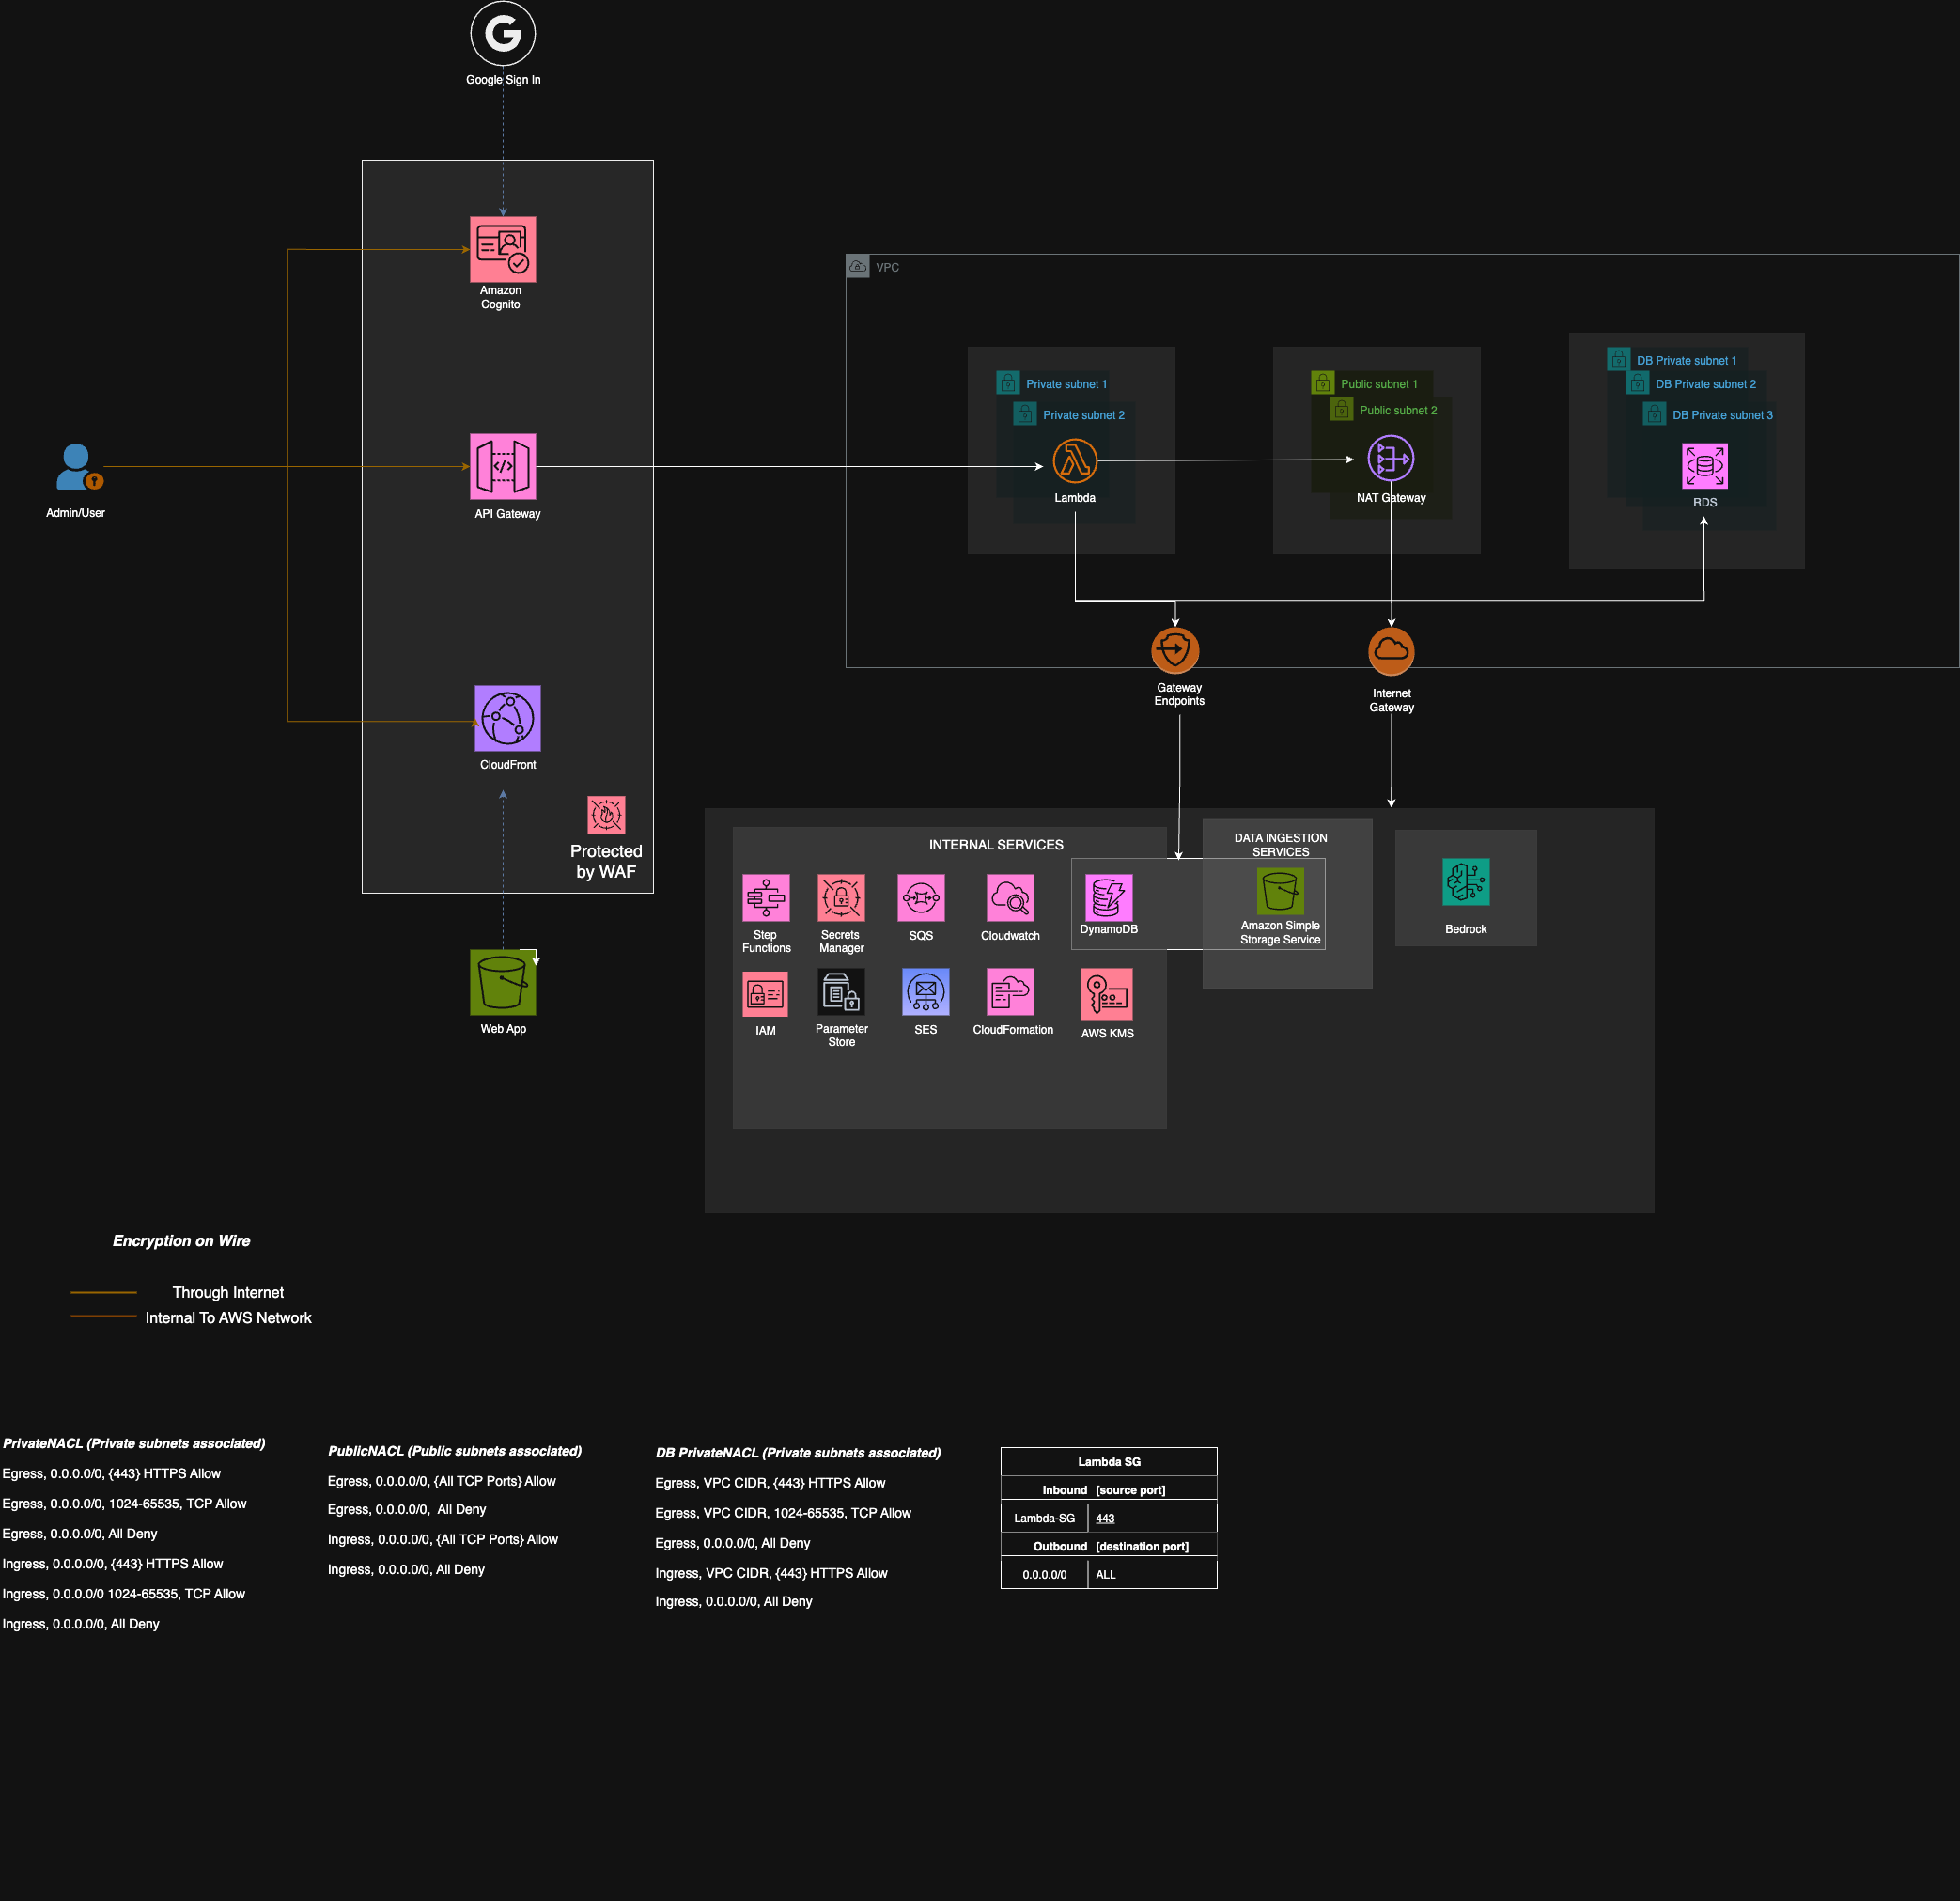 Google Sign In
Amazon
Cognito
VPC
Private subnet 1
Private subnet 2
Lambda
Public subnet 1
Public subnet 2
NAT Gateway
DB Private subnet 1
DB Private subnet 2
DB Private subnet 3
RDS
Admin/User
API Gateway
Gateway
Endpoints
Internet
Gateway
CloudFront
Protected
by WAF
Web App
INTERNAL SERVICES
Step
Functions
Secrets
Manager
SQS
Cloudwatch
DynamoDB
IAM
Parameter
Store
SES
CloudFormation
AWS KMS
DATA INGESTION
SERVICES
Amazon Simple
Storage Service
Bedrock
Encryption on Wire
Through Internet
Internal To AWS Network
PrivateNACL (Private subnets associated)
Egress, 0.0.0.0/0, {443} HTTPS Allow
Egress, 0.0.0.0/0, 1024-65535, TCP Allow
Egress, 0.0.0.0/0, All Deny
Ingress, 0.0.0.0/0, {443} HTTPS Allow
Ingress, 0.0.0.0/0 1024-65535, TCP Allow
Ingress, 0.0.0.0/0, All Deny
PublicNACL (Public subnets associated)
Egress, 0.0.0.0/0, {All TCP Ports} Allow
Egress, 0.0.0.0/0,  All Deny
Ingress, 0.0.0.0/0, {All TCP Ports} Allow
Ingress, 0.0.0.0/0, All Deny
DB PrivateNACL (Private subnets associated)
Egress, VPC CIDR, {443} HTTPS Allow
Egress, VPC CIDR, 1024-65535, TCP Allow
Egress, 0.0.0.0/0, All Deny
Ingress, VPC CIDR, {443} HTTPS Allow
Ingress, 0.0.0.0/0, All Deny
Lambda SG
Inbound [source port]
Lambda-SG 443
Outbound [destination port]
0.0.0.0/0 ALL